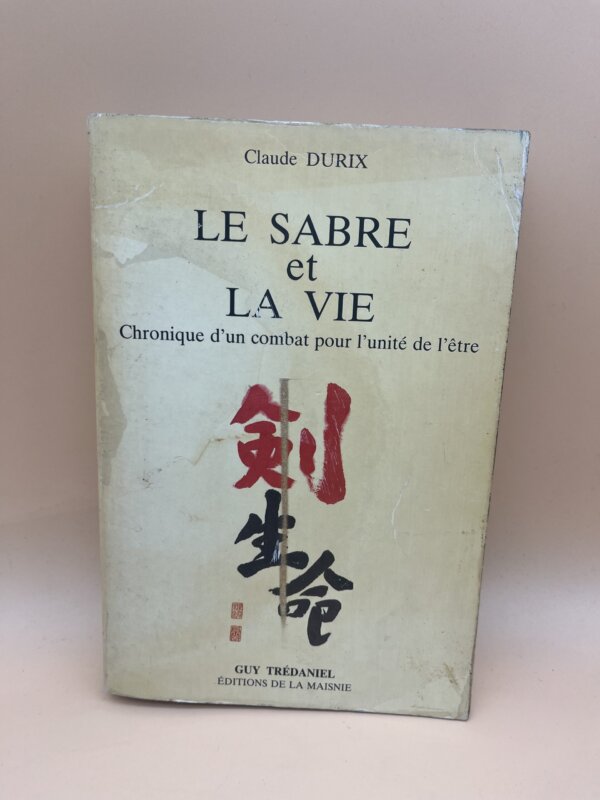 Claude DURIX
LE SABRE
et
LA VIE
Chronique d'un combat pour l'unité de l'être
剣
生
命
GUY TRÉDANIEL
ÉDITIONS DE LA MAISNIE